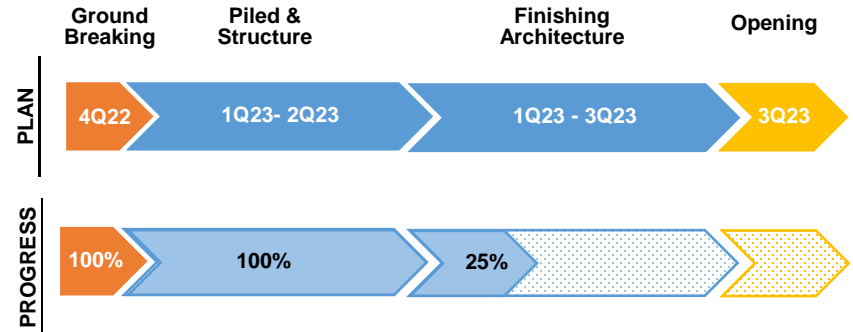 Ground
Breaking
Piled &
Structure
Finishing
Architecture
Opening
PLAN
4Q22
1Q23- 2Q23
1Q23 - 3Q23
3Q23
PROGRESS
100%
100%
25%